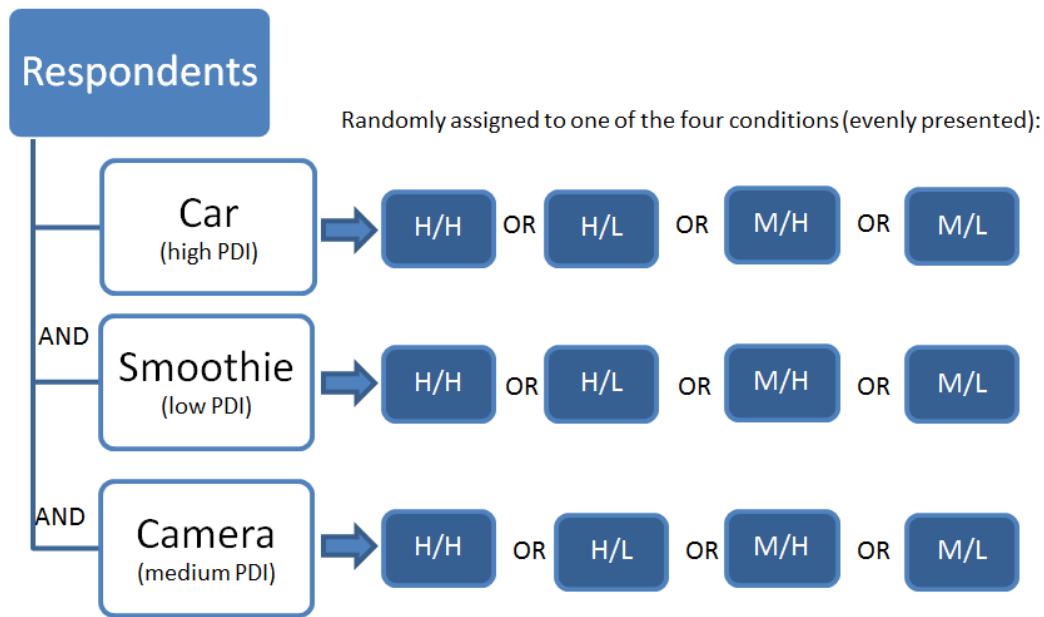 Respondents
Randomly assigned to one of the four conditions (evenly presented):
Car
(high PDI)
H/H OR H/L OR M/H OR M/L
AND
Smoothie
(low PDI)
H/H OR H/L OR M/H OR M/L
AND
Camera
(medium PDI)
H/H OR H/L OR M/H OR M/L